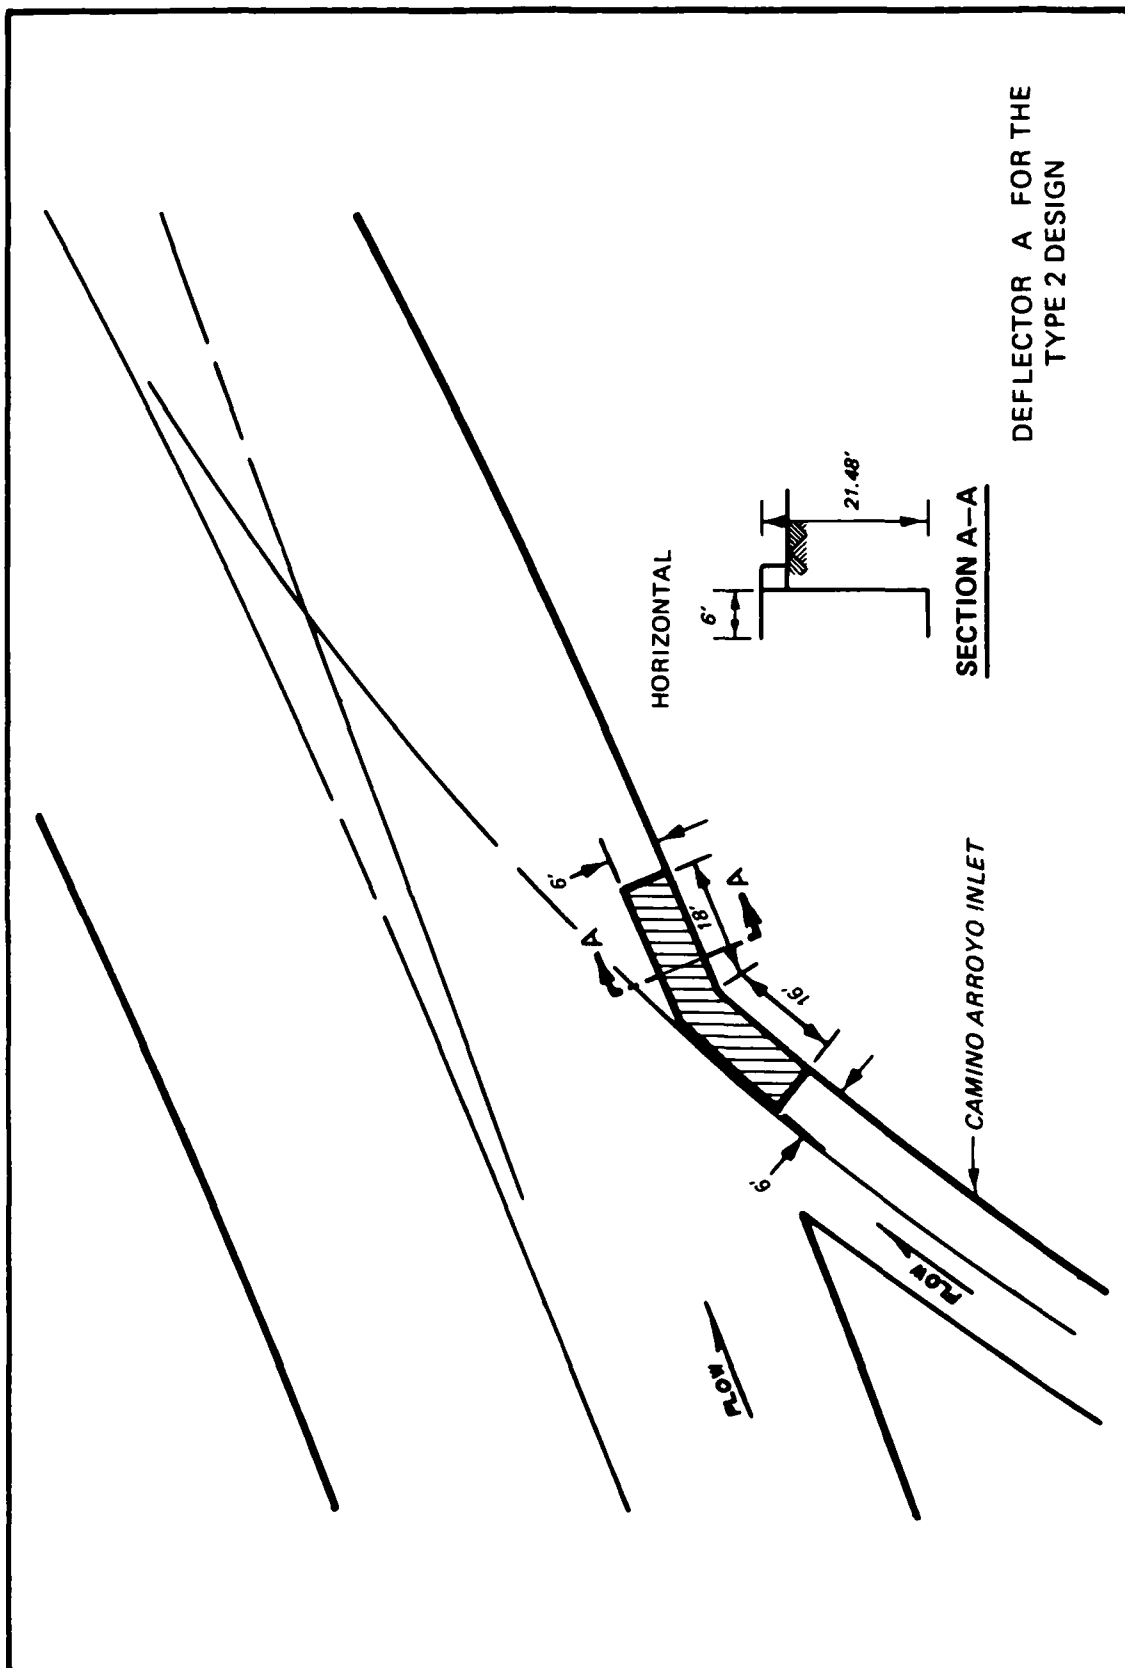 6'
A
18'
A
16'
6'
FLOW
FLOW
CAMINO ARROYO INLET
HORIZONTAL
6'
21.48'
SECTION A–A
DEFLECTOR A FOR THE
TYPE 2 DESIGN